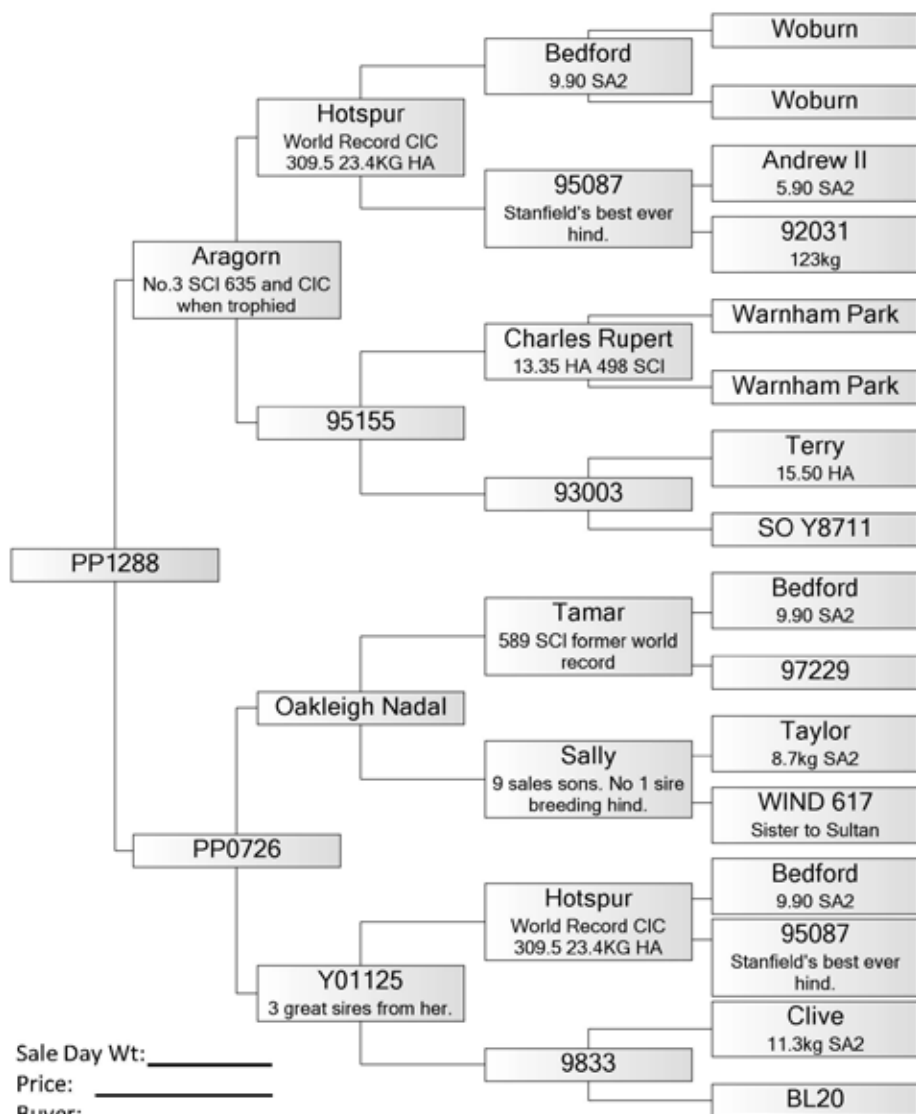 Woburn
Bedford
9.90 SA2
Woburn
Hotspur
World Record CIC
309.5 23.4KG HA
Andrew II
5.90 SA2
95087
Stanfield's best ever
hind.
92031
123kg
Aragorn
No.3 SCI 635 and CIC
when trophied
Warnham Park
Charles Rupert
13.35 HA 498 SCI
Warnham Park
95155
Terry
15.50 HA
93003
SO Y8711
PP1288
Bedford
9.90 SA2
Tamar
589 SCI former world
record
97229
Oakleigh Nadal
Taylor
8.7kg SA2
Sally
9 sales sons. No 1 sire
breeding hind.
WIND 617
Sister to Sultan
PP0726
Bedford
9.90 SA2
Hotspur
World Record CIC
309.5 23.4KG HA
95087
Stanfield's best ever
hind.
Y01125
3 great sires from her.
Clive
11.3kg SA2
9833
BL20
Sale Day Wt:
Price:
Buyer: